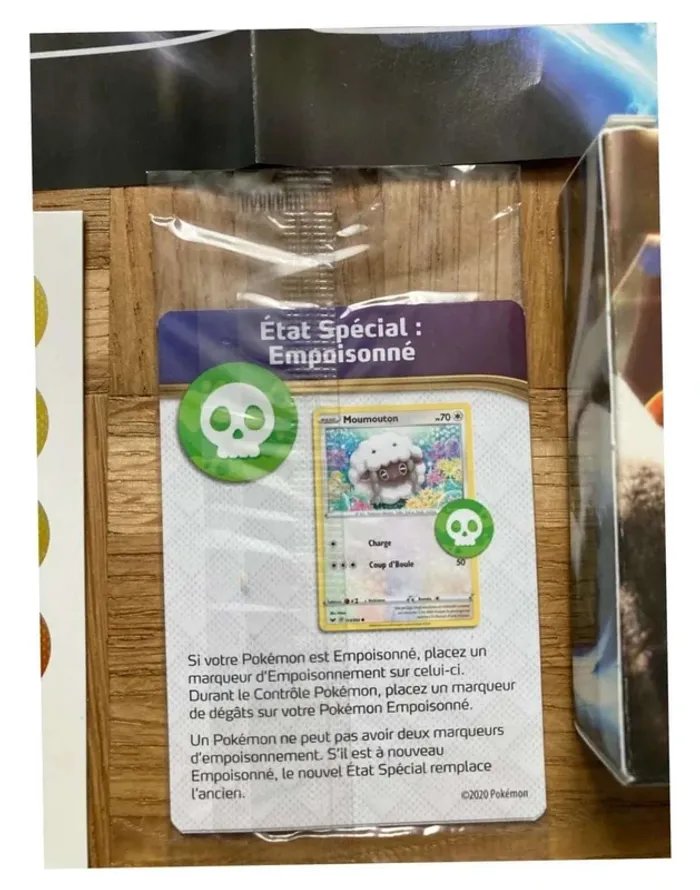 État Spécial :
Empoisonné
Moumouton
PV70
Charge
Coup d'Boule 50
Si votre Pokémon est Empoisonné, placez un
marqueur d'Empoisonnement sur celui-ci.
Durant le Contrôle Pokémon, placez un marqueur
de dégâts sur votre Pokémon Empoisonné.
Un Pokémon ne peut pas avoir deux marqueurs
d'empoisonnement. S'il est à nouveau
Empoisonné, le nouvel État Spécial remplace
l'ancien.
©2020 Pokémon